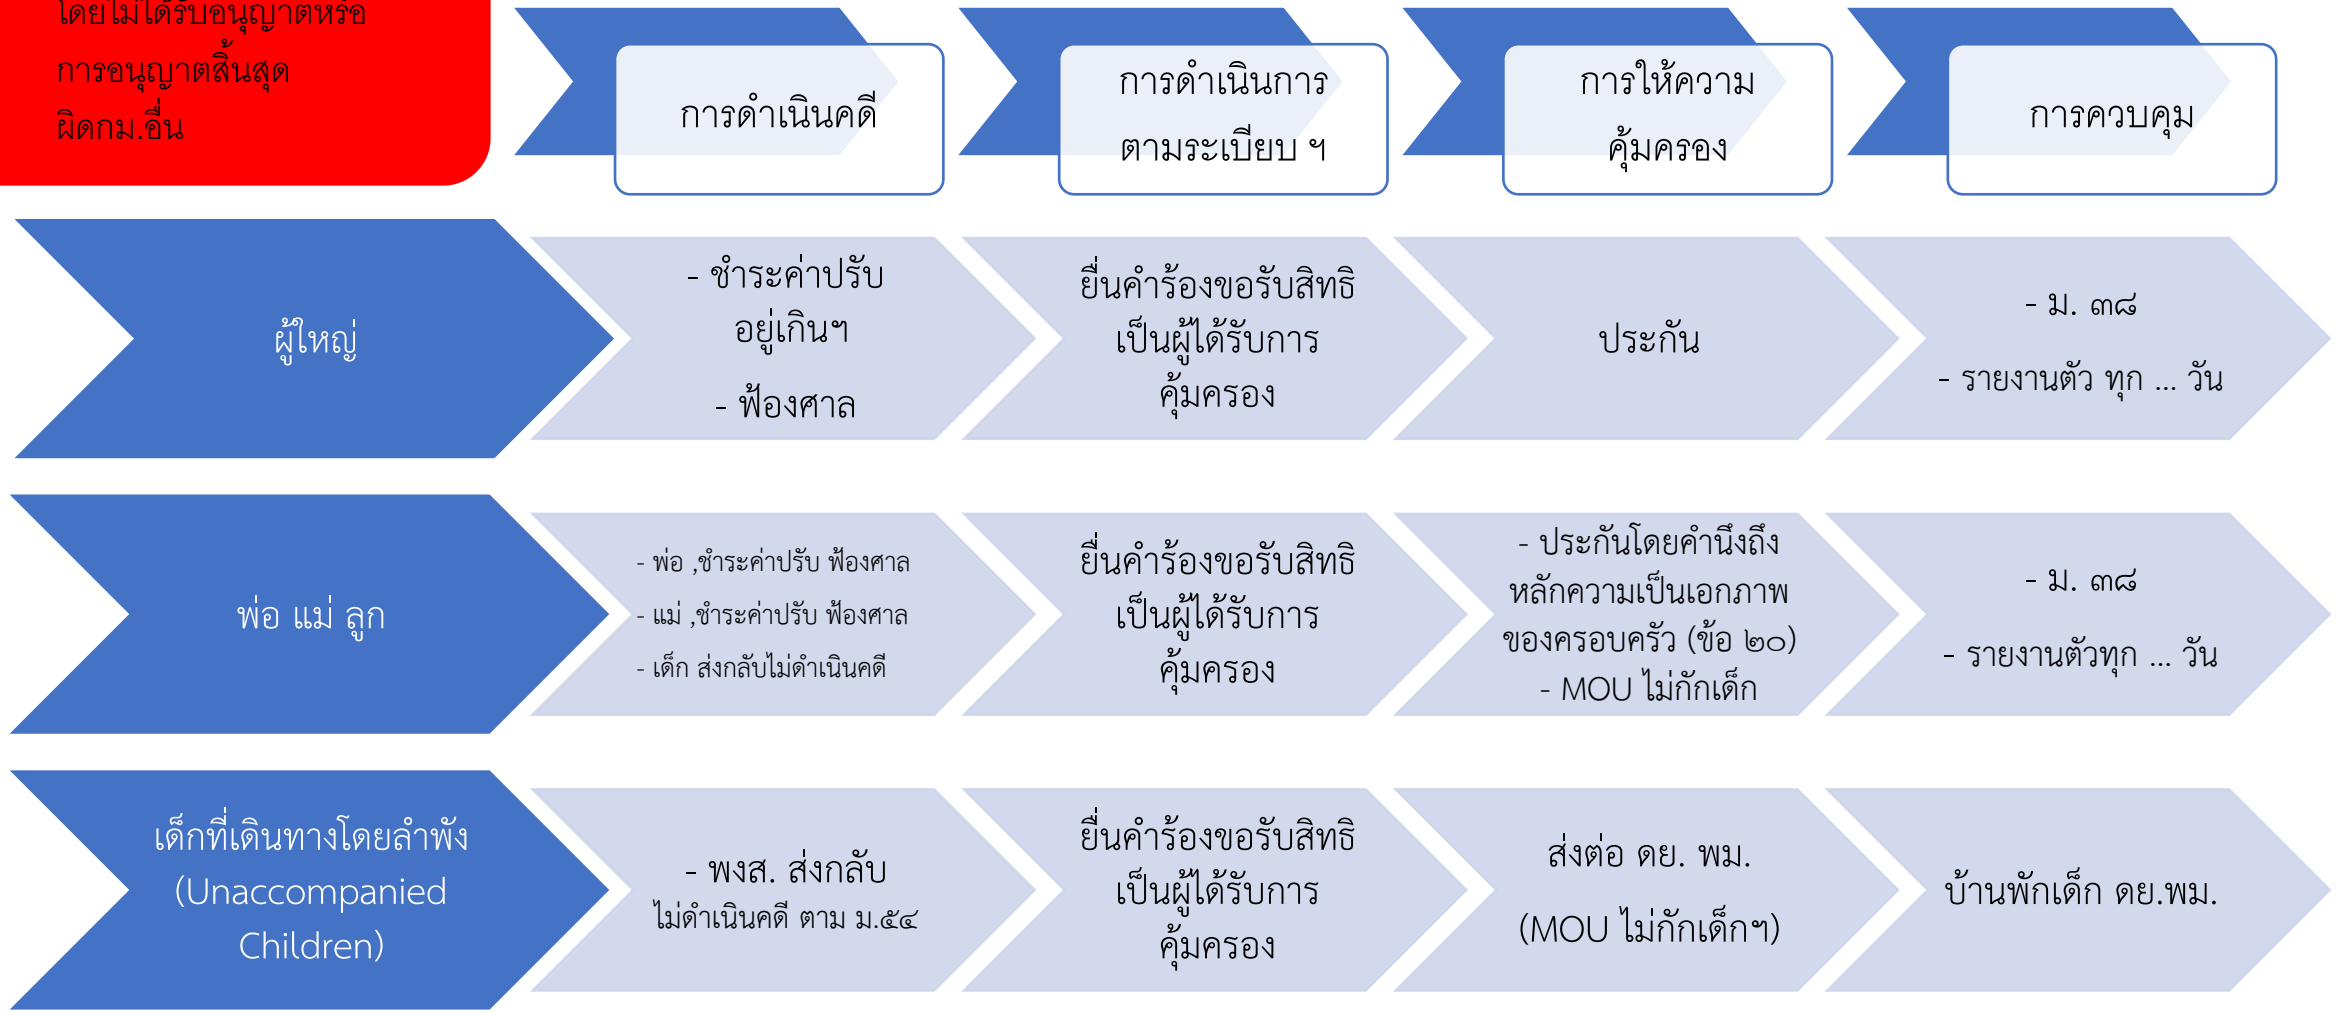 โดยไม่ได้รับอนุญาตหรือ
การอนุญาตสิ้นสุด
ผิดกม.อื่น
การดำเนินคดี
การดำเนินการ
ตามระเบียบ ฯ
การให้ความ
คุ้มครอง
การควบคุม
ผู้ใหญ่
- ชำระค่าปรับ
อยู่เกินฯ
- ฟ้องศาล
ยื่นคำร้องขอรับสิทธิ
เป็นผู้ได้รับการ
คุ้มครอง
ประกัน
- ม. ๓๘
- รายงานตัว ทุก ... วัน
พ่อ แม่ ลูก
- พ่อ ,ชำระค่าปรับ ฟ้องศาล
- แม่ ,ชำระค่าปรับ ฟ้องศาล
- เด็ก ส่งกลับไม่ดำเนินคดี
ยื่นคำร้องขอรับสิทธิ
เป็นผู้ได้รับการ
คุ้มครอง
- ประกันโดยคำนึงถึง
หลักความเป็นเอกภาพ
ของครอบครัว (ข้อ ๒๐)
- MOU ไม่กักเด็ก
- ม. ๓๘
- รายงานตัวทุก ... วัน
เด็กที่เดินทางโดยลำพัง
(Unaccompanied
Children)
- พงส. ส่งกลับ
ไม่ดำเนินคดี ตาม ม.๕๔
ยื่นคำร้องขอรับสิทธิ
เป็นผู้ได้รับการ
คุ้มครอง
ส่งต่อ ดย. พม.
(MOU ไม่กักเด็กฯ)
บ้านพักเด็ก ดย.พม.